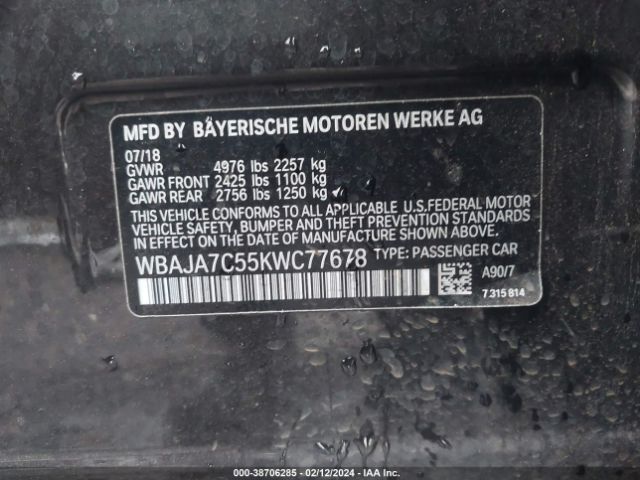 MFD BY BAYERISCHE MOTOREN WERKE AG
07/18
GVWR 4976 lbs 2257 kg
GAWR FRONT 2425 lbs 1100 kg
GAWR REAR 2756 lbs 1250 kg
THIS VEHICLE CONFORMS TO ALL APPLICABLE U.S.FEDERAL MOTOR
VEHICLE SAFETY, BUMPER AND THEFT PREVENTION STANDARDS
IN EFFECT ON THE DATE OF MANUFACTURE SHOWN ABOVE.
WBAJA7C55KWC77678 TYPE: PASSENGER CAR
A90/7
7 315 814
000-38706285 - 02/12/2024 - IAA Inc.